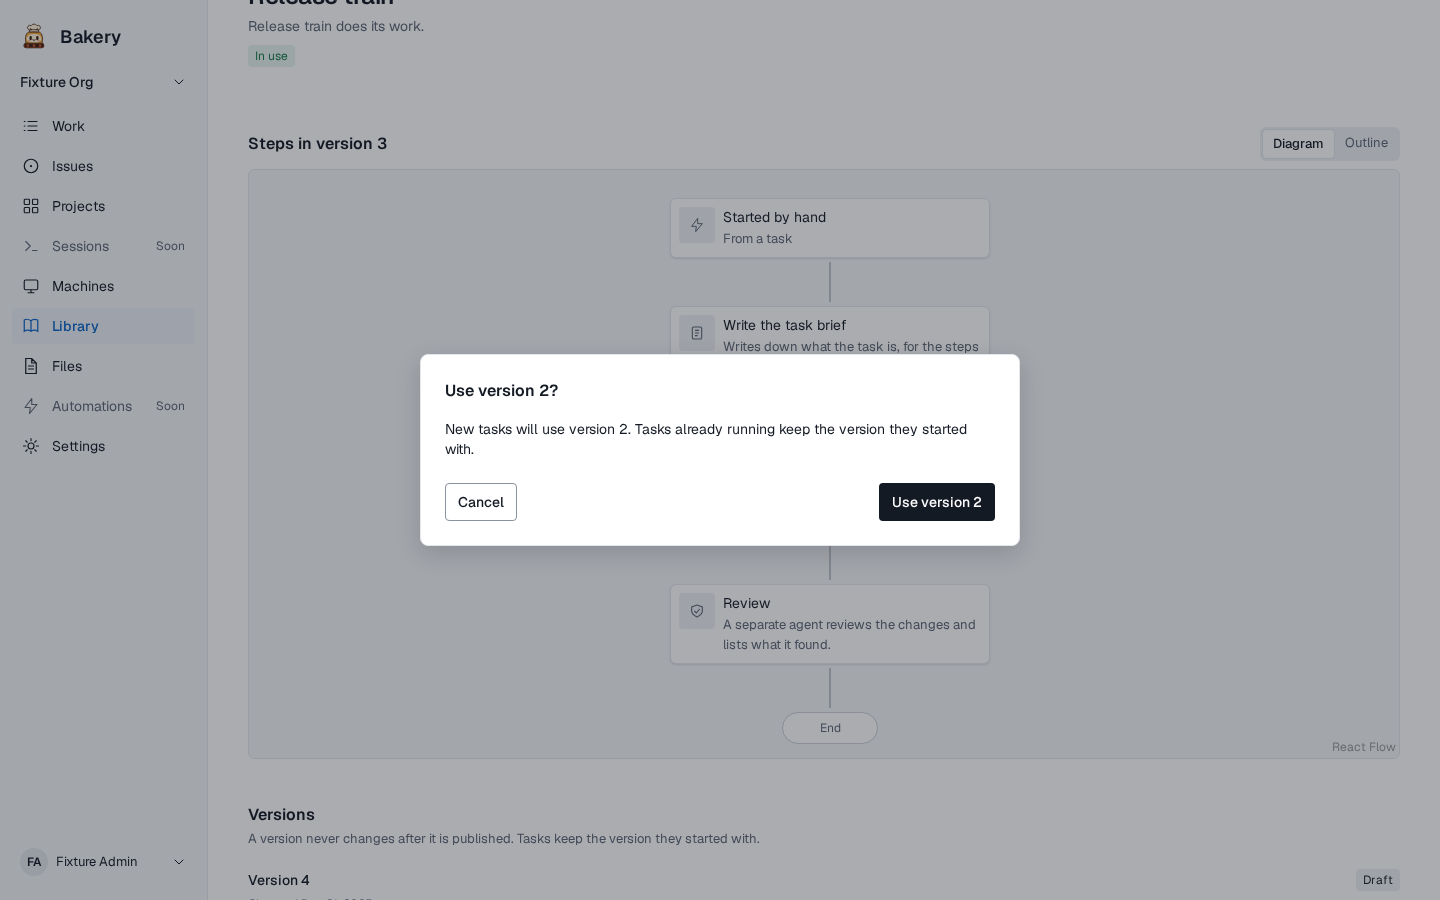 Bakery
Fixture Org
Work
Issues
Projects
Sessions Soon
Machines
Library
Files
Automations Soon
Settings
FA Fixture Admin
Release train
Release train does its work.
In use
Steps in version 3
Diagram Outline
Started by hand
From a task
Write the task brief
Writes down what the task is, for the steps
Use version 2?
New tasks will use version 2. Tasks already running keep the version they started
with.
Cancel Use version 2
Review
A separate agent reviews the changes and
lists what it found.
End
React Flow
Versions
A version never changes after it is published. Tasks keep the version they started with.
Version 4 Draft